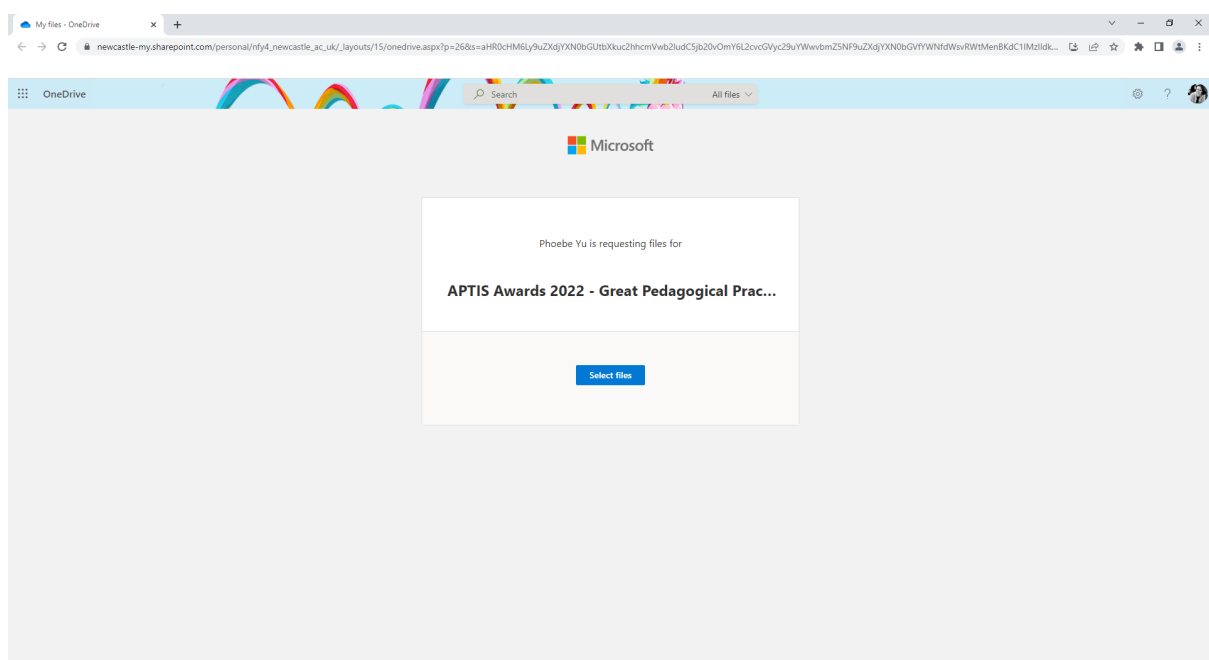 My files - OneDrive
newcastle-my.sharepoint.com/personal/nfy4_newcastle_ac_uk/_layouts/15/onedrive.aspx?p=26&s=
OneDrive
Search All files
?
Microsoft
Phoebe Yu is requesting files for
APTIS Awards 2022 - Great Pedagogical Prac...
Select files